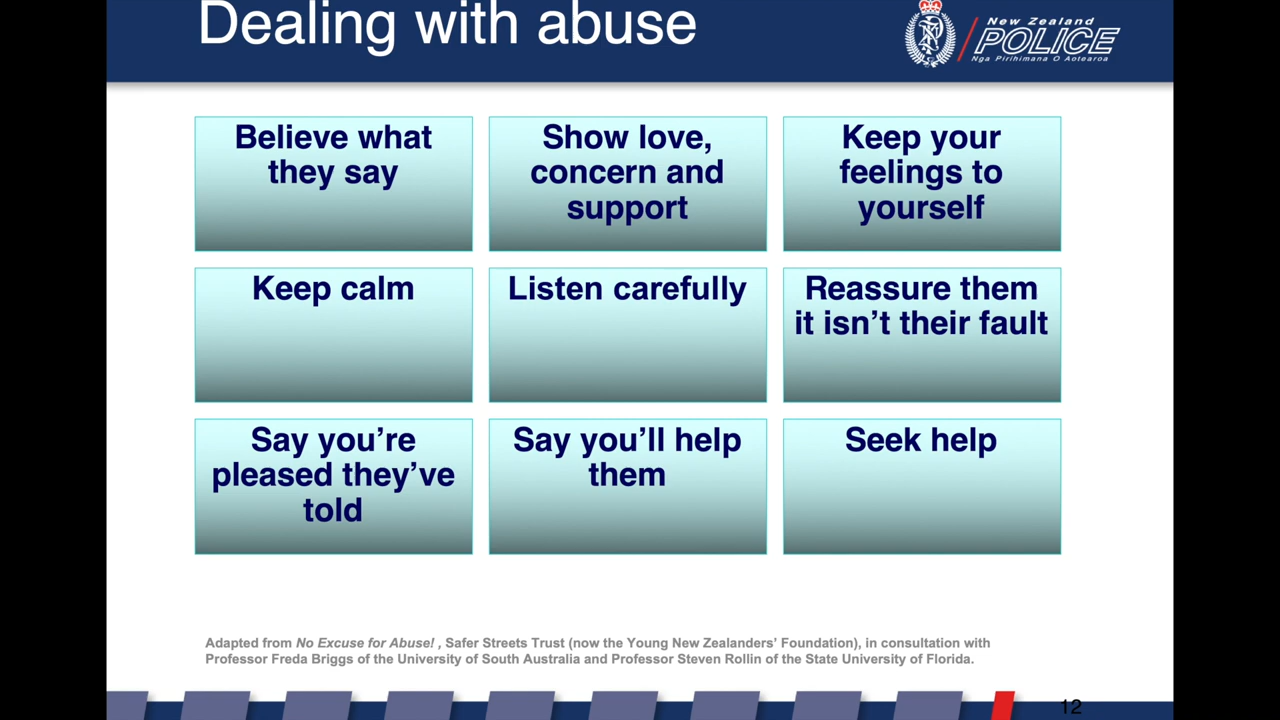 Dealing with abuse
New Zealand
POLICE
Nga Pirihimana O Aotearoa
Believe what
they say
Show love,
concern and
support
Keep your
feelings to
yourself
Keep calm
Listen carefully
Reassure them
it isn’t their fault
Say you’re
pleased they’ve
told
Say you’ll help
them
Seek help
Adapted from No Excuse for Abuse! , Safer Streets Trust (now the Young New Zealanders’ Foundation), in consultation with
Professor Freda Briggs of the University of South Australia and Professor Steven Rollin of the State University of Florida.
12